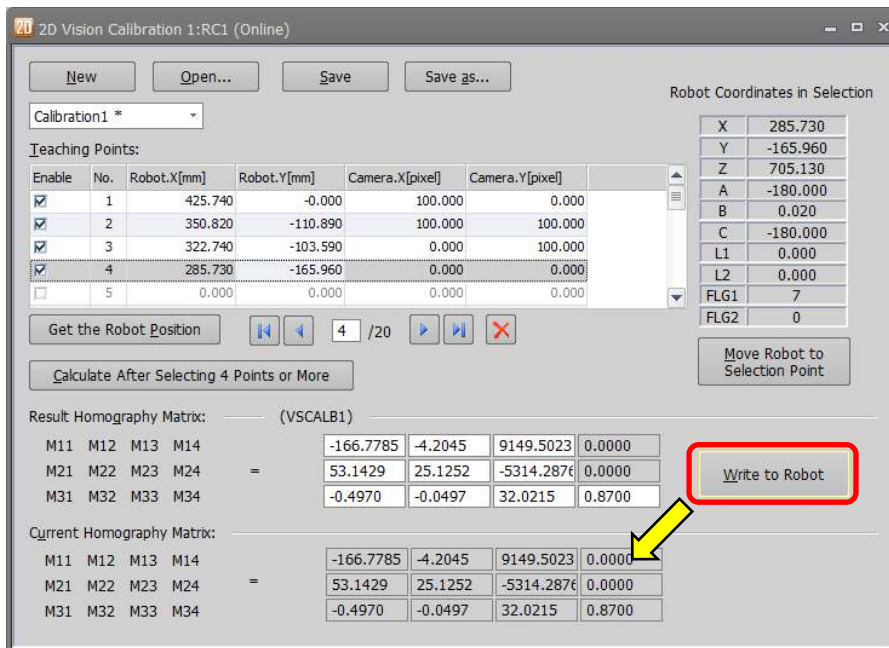 2D 2D Vision Calibration 1:RC1 (Online)
New Open... Save Save as...
Robot Coordinates in Selection
Calibration1 *
Teaching Points:
Enable No. Robot.X[mm] Robot.Y[mm] Camera.X[pixel] Camera.Y[pixel]
1 425.740 -0.000 100.000 0.000
2 350.820 -110.890 100.000 100.000
3 322.740 -103.590 0.000 100.000
4 285.730 -165.960 0.000 0.000
5 0.000 0.000 0.000 0.000
X 285.730
Y -165.960
Z 705.130
A -180.000
B 0.020
C -180.000
L1 0.000
L2 0.000
FLG1 7
FLG2 0
Get the Robot Position 4 /20
Move Robot to
Selection Point
Calculate After Selecting 4 Points or More
Result Homography Matrix: (VSCALB1)
M11 M12 M13 M14 -166.7785 -4.2045 9149.5023 0.0000
M21 M22 M23 M24 = 53.1429 25.1252 -5314.2876 0.0000
M31 M32 M33 M34 -0.4970 -0.0497 32.0215 0.8700
Write to Robot
Current Homography Matrix:
M11 M12 M13 M14 -166.7785 -4.2045 9149.5023 0.0000
M21 M22 M23 M24 = 53.1429 25.1252 -5314.2876 0.0000
M31 M32 M33 M34 -0.4970 -0.0497 32.0215 0.8700